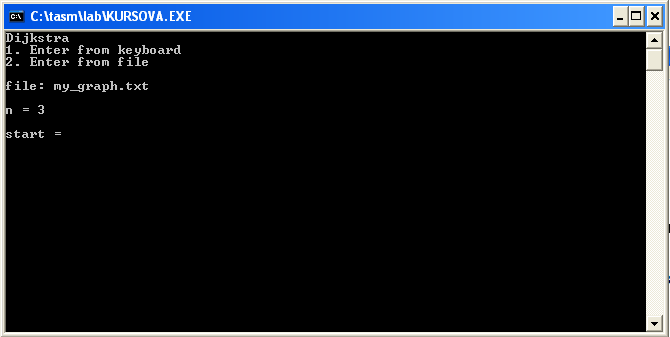 C:\tasm\lab\KURSOVA.EXE
Dijkstra
1. Enter from keyboard
2. Enter from file
file: my_graph.txt
n = 3
start =